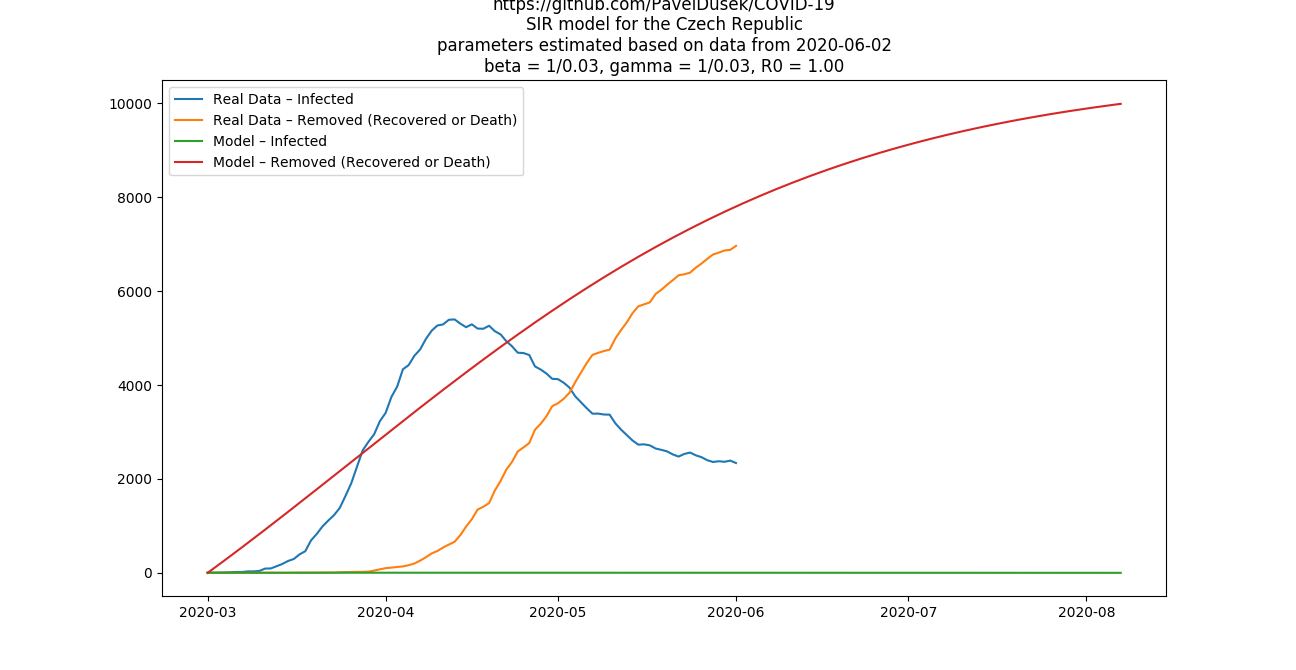 https://github.com/PavelDusek/COVID-19
SIR model for the Czech Republic
parameters estimated based on data from 2020-06-02
beta = 1/0.03, gamma = 1/0.03, R0 = 1.00
Real Data – Infected
Real Data – Removed (Recovered or Death)
Model – Infected
Model – Removed (Recovered or Death)
10000
8000
6000
4000
2000
0
2020-03
2020-04
2020-05
2020-06
2020-07
2020-08